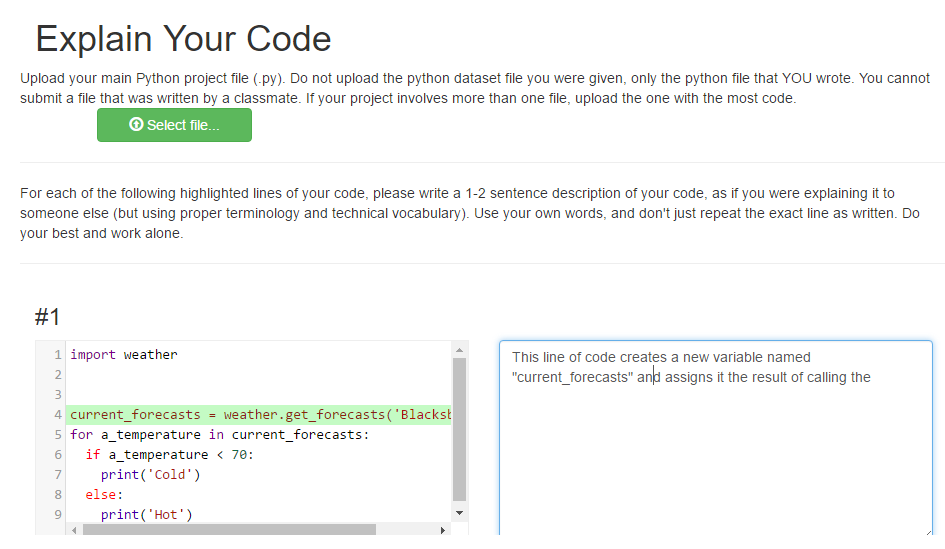 Explain Your Code
Upload your main Python project file (.py). Do not upload the python dataset file you were given, only the python file that YOU wrote. You cannot
submit a file that was written by a classmate. If your project involves more than one file, upload the one with the most code.
Select file...
For each of the following highlighted lines of your code, please write a 1-2 sentence description of your code, as if you were explaining it to
someone else (but using proper terminology and technical vocabulary). Use your own words, and don't just repeat the exact line as written. Do
your best and work alone.
#1
1 import weather
2
3
4 current_forecasts = weather.get_forecasts('Blacksb
5 for a_temperature in current_forecasts:
6 if a_temperature < 70:
7 print('Cold')
8 else:
9 print('Hot')
This line of code creates a new variable named
"current_forecasts" and assigns it the result of calling the